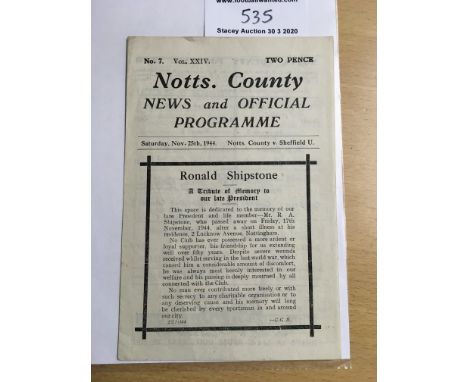 www.footballwanted.com
535
Stacey Auction 30 3 2020
No. 7. VOL. XXIV. TWO PENCE
Notts. County
NEWS and OFFICIAL
PROGRAMME
Saturday, Nov. 25th, 1944. Notts. County v. Sheffield U.
Ronald Shipstone
A Tribute of Memory to
our late President
This space is dedicated to the memory of our
late President and life member—Mr. R. A.
Shipstone, who passed away on Friday, 17th
November, 1944, after a short illness at his
residence, 2 Lucknow Avenue, Nottingham.
No Club has ever possessed a more ardent or
loyal supporter, his friendship for us extending
well over fifty years. Despite severe wounds
received whilst serving in the last world war, which
caused him a considerable amount of discomfort,
he was always most keenly interested in our
welfare and his passing is deeply mourned by all
connected with the Club.
No man ever contributed more freely or with
such secrecy to any charitable organisation or to
any deserving cause and his memory will long
be cherished by every sportsman in and around
our city.